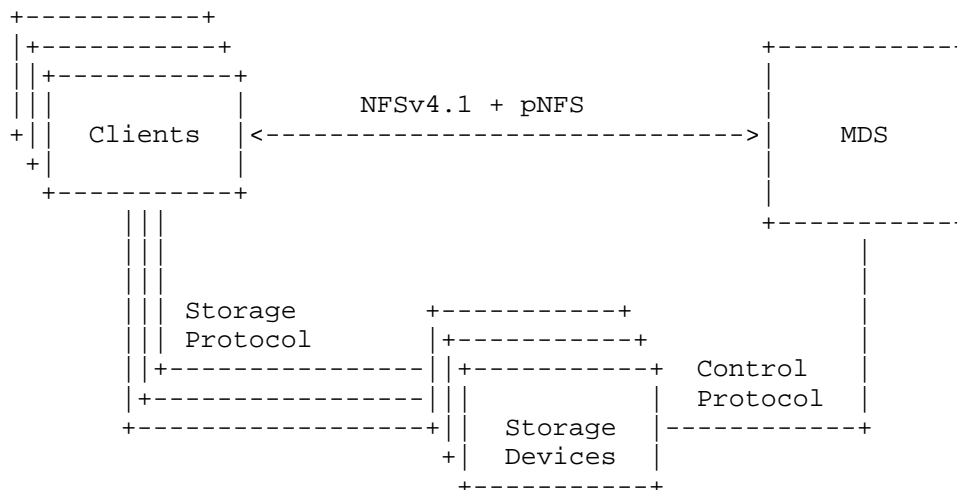 NFSv4.1 + pNFS
Clients
MDS
Storage
Protocol
Control
Protocol
Storage
Devices